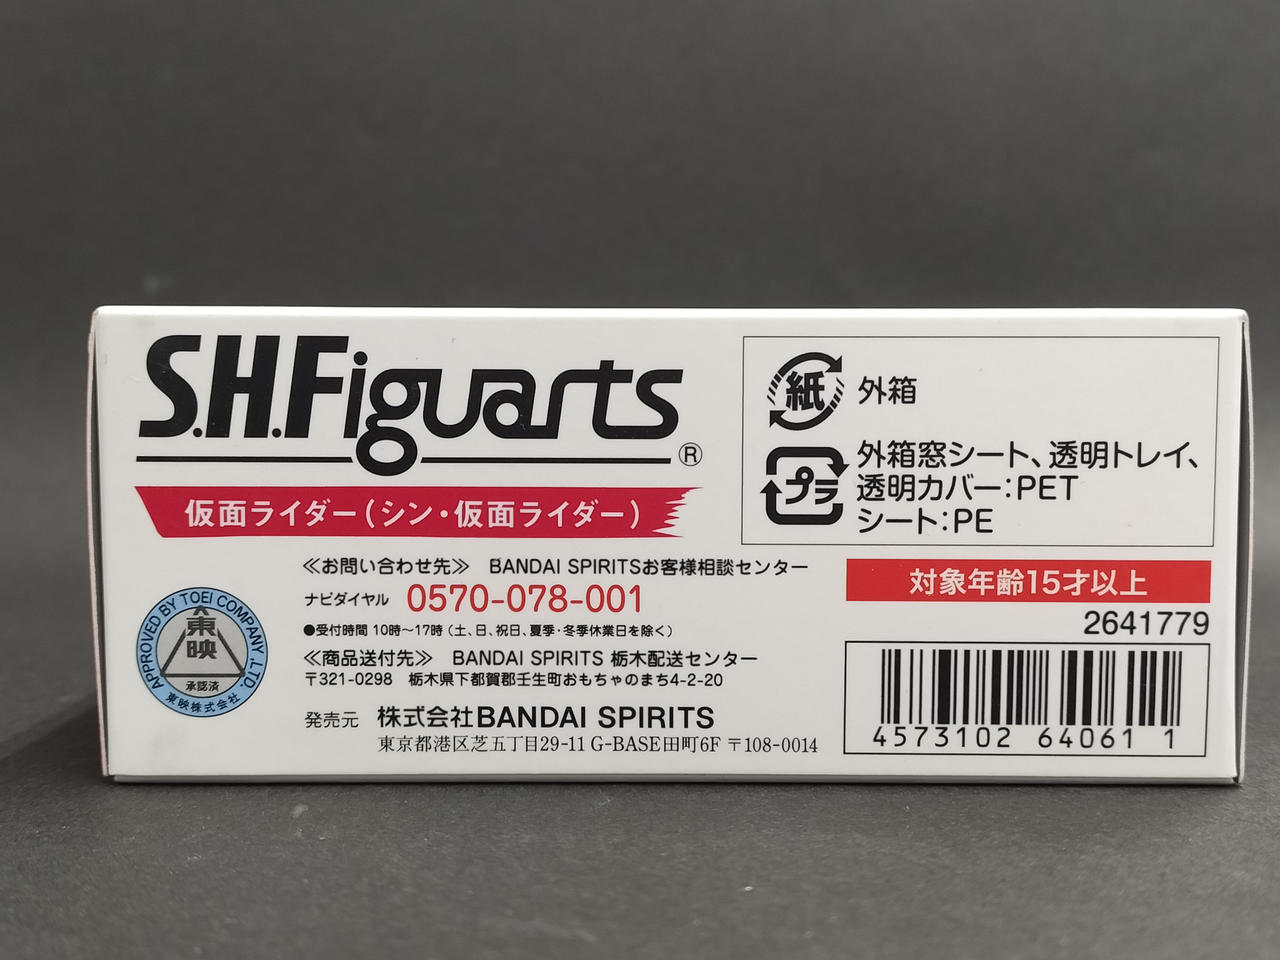 S.H.Figuarts
®
仮面ライダー(シン・仮面ライダー)
紙 外箱
プラ 外箱窓シート、透明トレイ、
透明カバー:PET
シート:PE
≪お問い合わせ先≫ BANDAI SPIRITSお客様相談センター
ナビダイヤル 0570-078-001
●受付時間 10時〜17時(土、日、祝日、夏季・冬季休業日を除く)
≪商品送付先≫ BANDAI SPIRITS 栃木配送センター
〒321-0298 栃木県下都賀郡壬生町おもちゃのまち4-2-20
発売元 株式会社BANDAI SPIRITS
東京都港区芝五丁目29-11 G-BASE田町6F 〒108-0014
APPROVED BY TOEI COMPANY, LTD.
東映
承認済
東映株式会社
対象年齢15才以上
2641779
4573102 64061 1